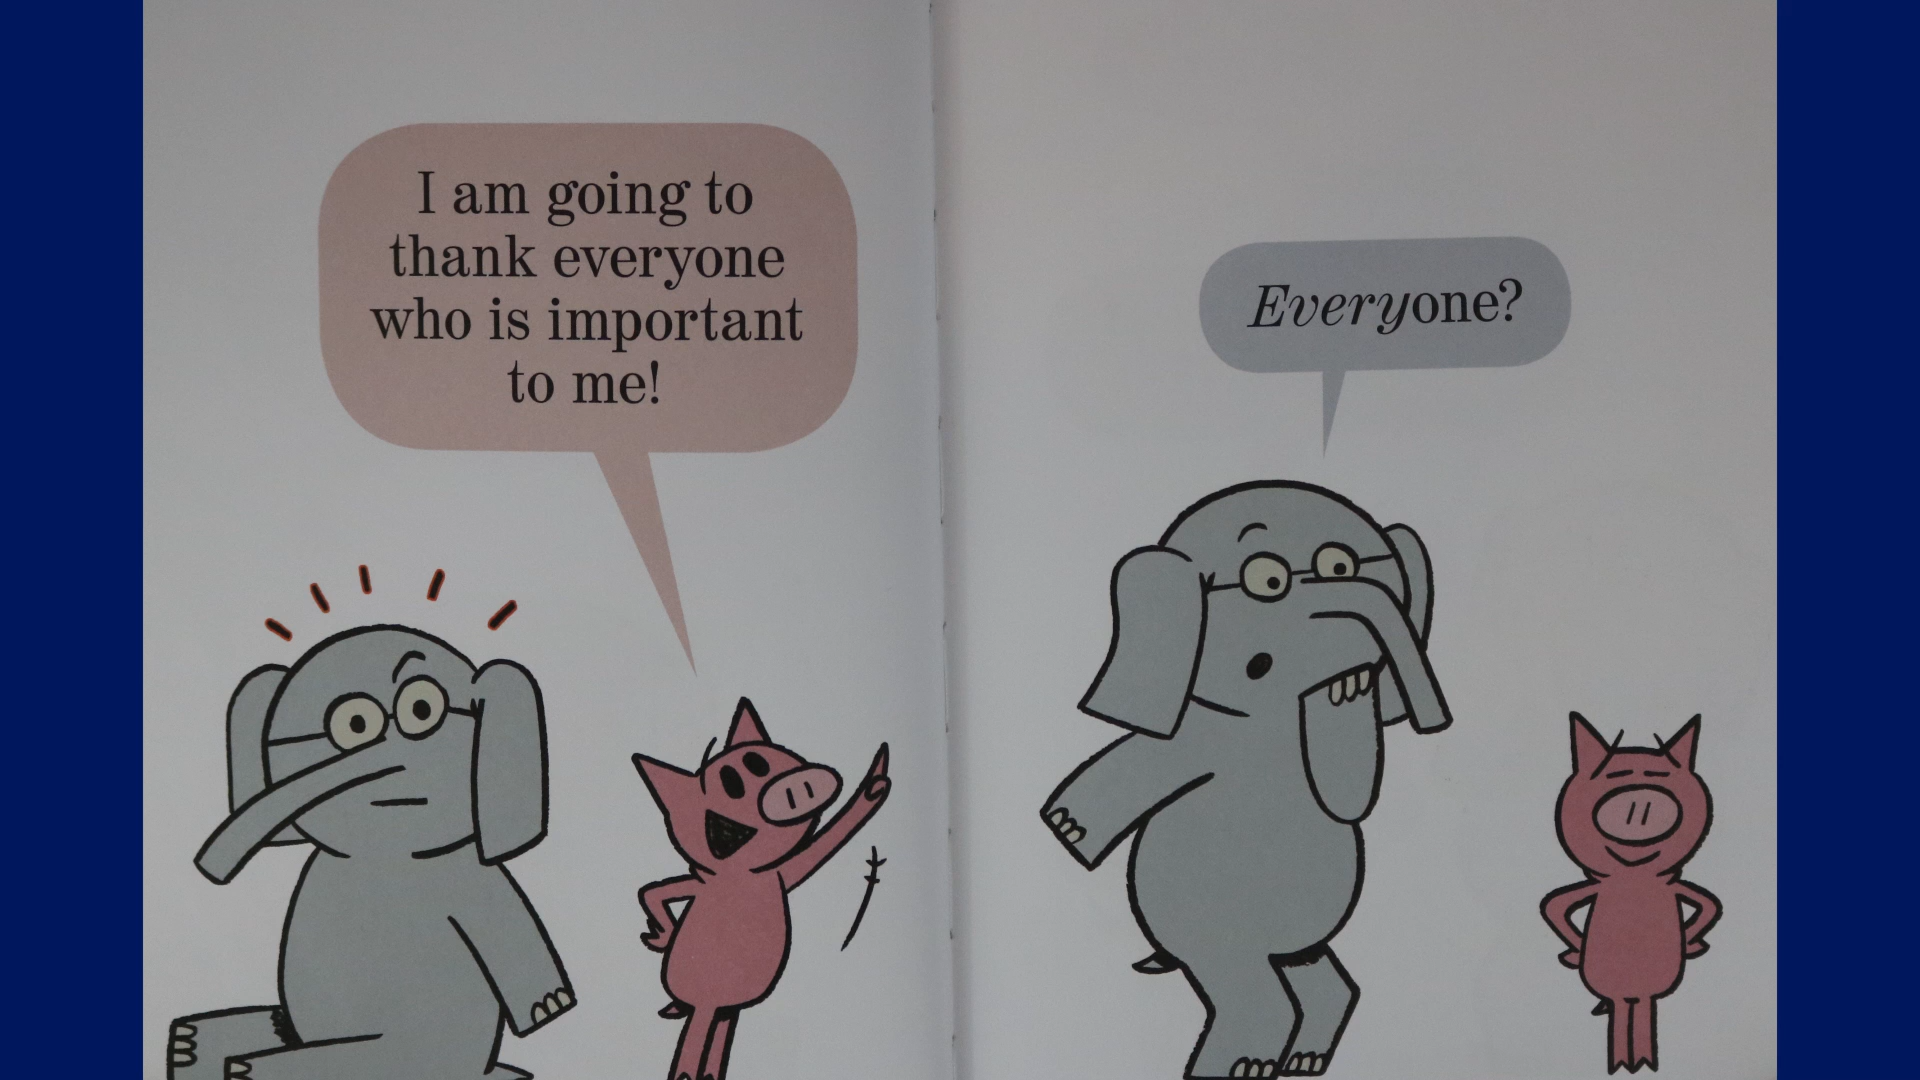 I am going to
thank everyone
who is important
to me!
Everyone?